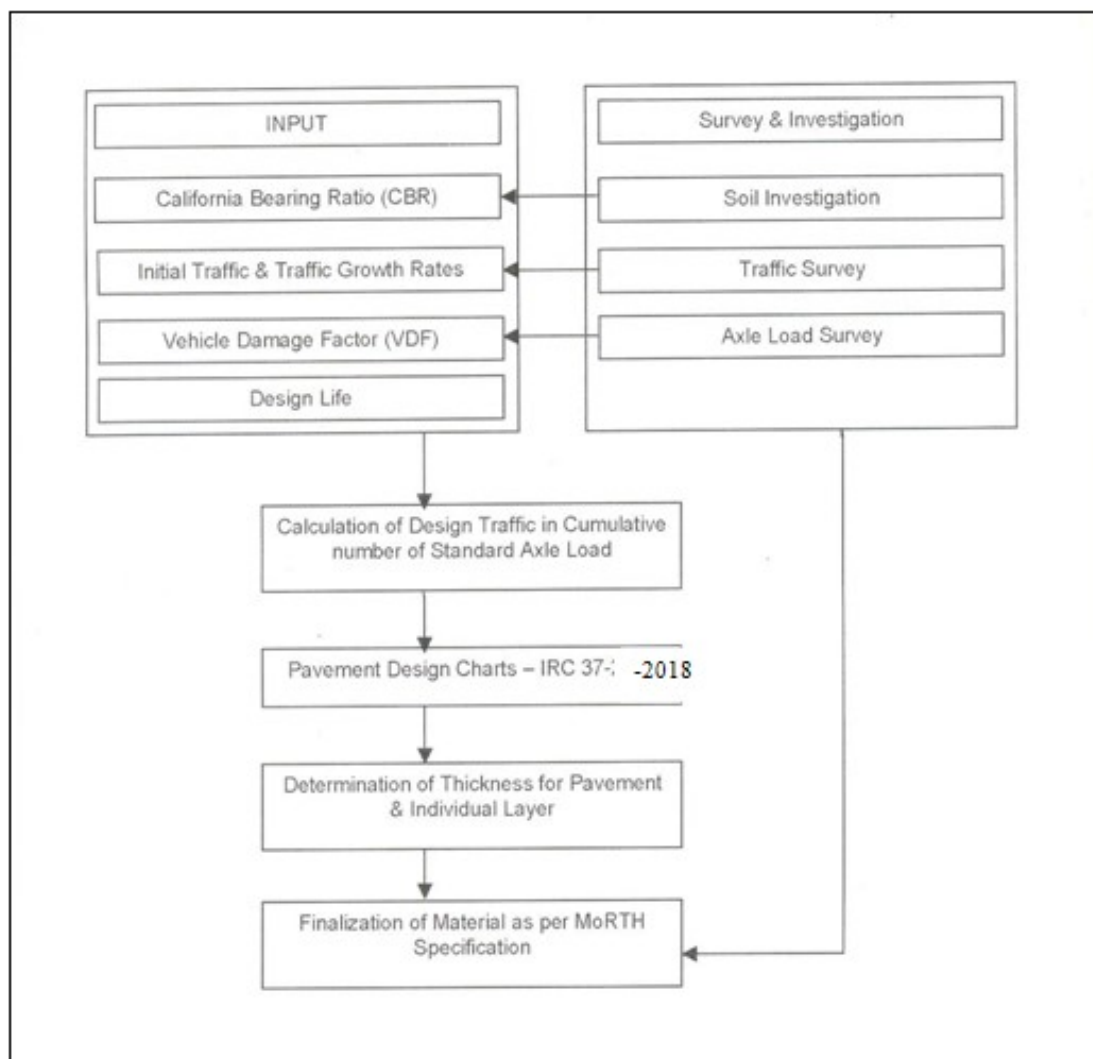 INPUT
California Bearing Ratio (CBR)
Initial Traffic & Traffic Growth Rates
Vehicle Damage Factor (VDF)
Design Life
Survey & Investigation
Soil Investigation
Traffic Survey
Axle Load Survey
Calculation of Design Traffic in Cumulative
number of Standard Axle Load
Pavement Design Charts – IRC 37- -2018
Determination of Thickness for Pavement
& Individual Layer
Finalization of Material as per MoRTH
Specification